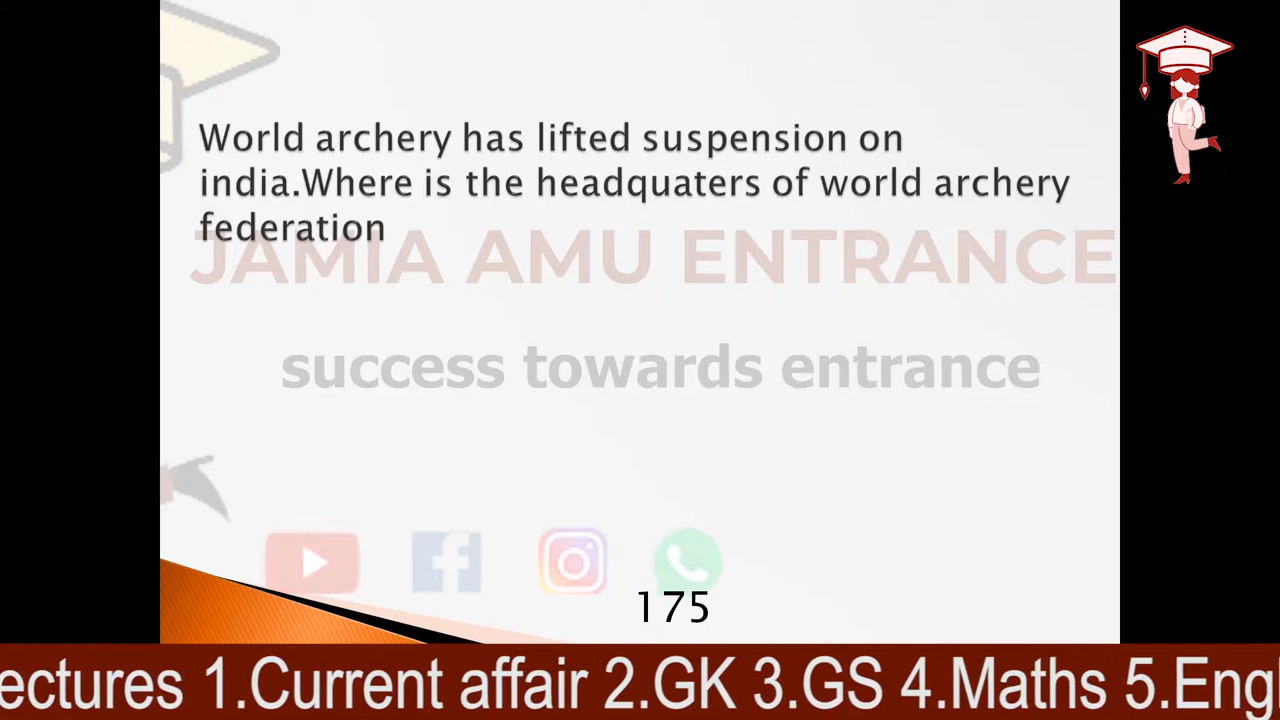 World archery has lifted suspension on
india.Where is the headquaters of world archery
federation
JAMIA AMU ENTRANCE
success towards entrance
175
ectures 1.Current affair 2.GK 3.GS 4.Maths 5.Eng